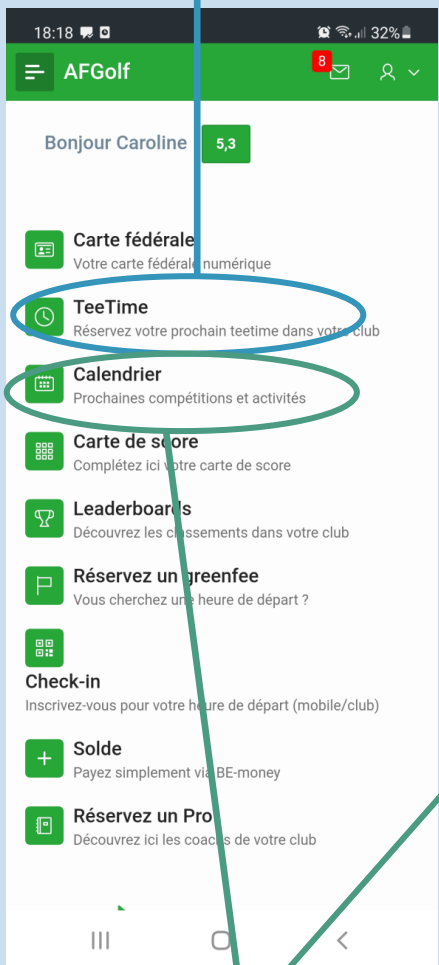 18:18 32%
AFGolf 8
Bonjour Caroline 5,3
Carte fédérale
Votre carte fédérale numérique
TeeTime
Réservez votre prochain teetime dans votre club
Calendrier
Prochaines compétitions et activités
Carte de score
Complétez ici votre carte de score
Leaderboards
Découvrez les classements dans votre club
Réservez un greenfee
Vous cherchez une heure de départ ?
Check-in
Inscrivez-vous pour votre heure de départ (mobile/club)
Solde
Payez simplement via BE-money
Réservez un Pro
Découvrez ici les coachs de votre club